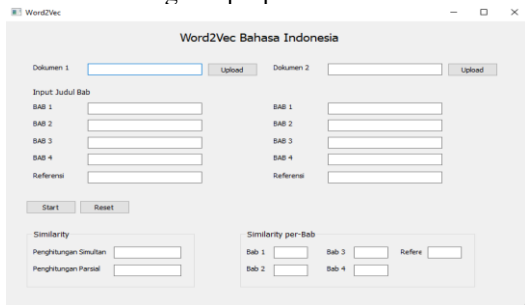 Word2Vec
Word2Vec Bahasa Indonesia
Dokumen 1 Upload Dokumen 2 Upload
Input Judul Bab
BAB 1 BAB 1
BAB 2 BAB 2
BAB 3 BAB 3
BAB 4 BAB 4
Referensi Referensi
Start Reset
Similarity Similarity per-Bab
Penghitungan Simultan Bab 1 Bab 3 Refere
Penghitungan Parsial Bab 2 Bab 4